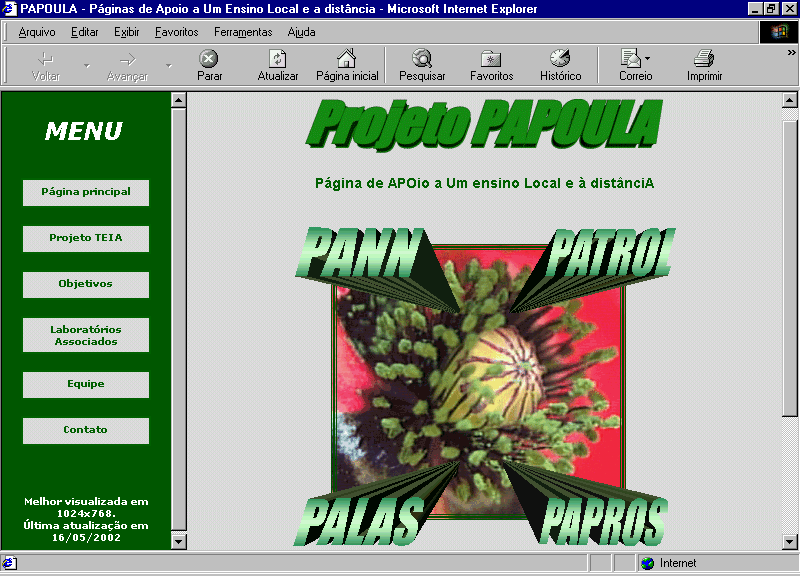 PAPOULA - Páginas de Apoio a Um Ensino Local e a distância - Microsoft Internet Explorer
Arquivo Editar Exibir Favoritos Ferramentas Ajuda
Voltar Avançar Parar Atualizar Página inicial Pesquisar Favoritos Histórico Correio Imprimir
MENU
Página principal
Projeto TEIA
Objetivos
Laboratórios
Associados
Equipe
Contato
Melhor visualizada em
1024x768.
Última atualização em
16/05/2002
Projeto PAPOULA
Página de APOio a Um ensino Local e à distânciA
PANN PATROL
PALAS PAPROS
Internet